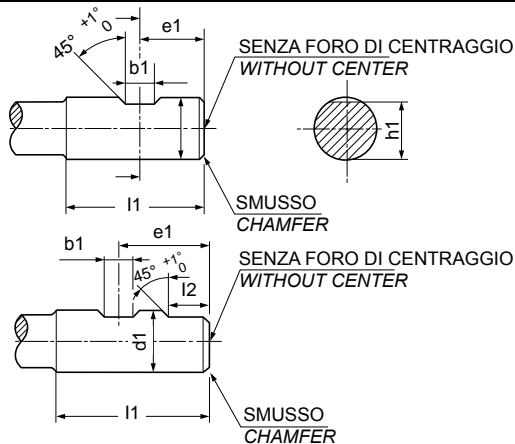 45° +1° 0
e1
b1
SENZA FORO DI CENTRAGGIO
WITHOUT CENTER
h1
l1
SMUSSO
CHAMFER
b1
e1
45° +1° 0
l2
SENZA FORO DI CENTRAGGIO
WITHOUT CENTER
d1
l1
SMUSSO
CHAMFER